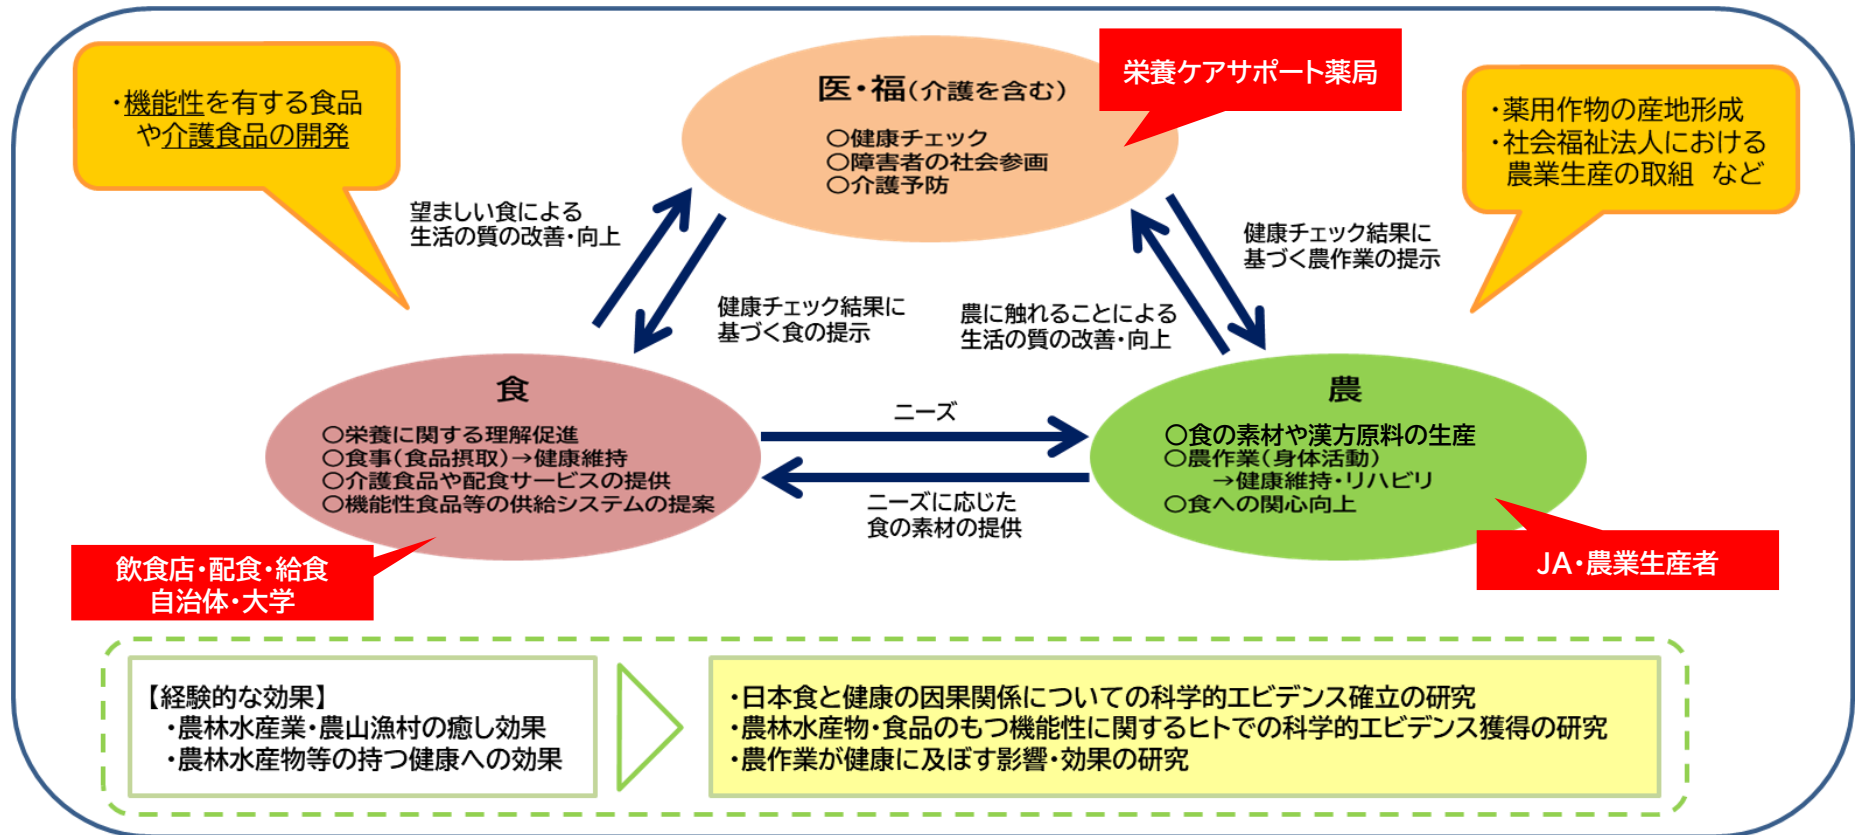 ・機能性を有する食品
や介護食品の開発
医・福(介護を含む)
○健康チェック
○障害者の社会参画
○介護予防
栄養ケアサポート薬局
・薬用作物の産地形成
・社会福祉法人における
農業生産の取組 など
望ましい食による
生活の質の改善・向上
健康チェック結果に
基づく食の提示
農に触れることによる
生活の質の改善・向上
健康チェック結果に
基づく農作業の提示
食
○栄養に関する理解促進
○食事(食品摂取)→健康維持
○介護食品や配食サービスの提供
○機能性食品等の供給システムの提案
ニーズ
ニーズに応じた
食の素材の提供
農
○食の素材や漢方原料の生産
○農作業(身体活動)
→健康維持・リハビリ
○食への関心向上
飲食店・配食・給食
自治体・大学
JA・農業生産者
【経験的な効果】
・農林水産業・農山漁村の癒し効果
・農林水産物等の持つ健康への効果
・日本食と健康の因果関係についての科学的エビデンス確立の研究
・農林水産物・食品のもつ機能性に関するヒトでの科学的エビデンス獲得の研究
・農作業が健康に及ぼす影響・効果の研究